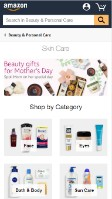 amazon
Search in Beauty & Personal Care
Beauty & Personal Care
Skin Care
Beauty gifts
for Mother's Day
Shop by Category
Face
Eyes
Bath & Body
Sun Care